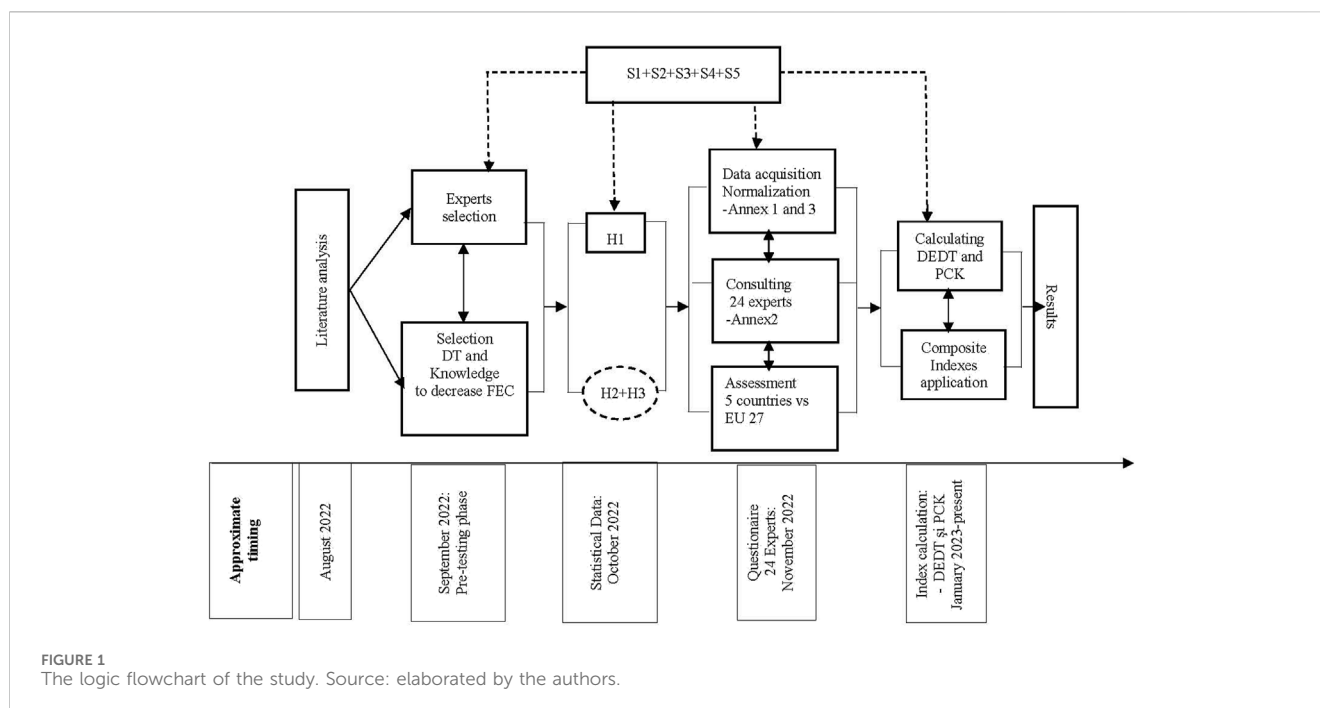 S1+S2+S3+S4+S5
Literature analysis
Experts
selection
Selection
DT and
Knowledge
to decrease FEC
H1
H2+H3
Data acquisition
Normalization
-Annex 1 and 3
Consulting
24 experts
-Annex2
Assessment
5 countries vs
EU 27
Calculating
DEDT and
PCK
Composite
Indexes
application
Results
Approximate
timing
August 2022
September 2022:
Pre-testing phase
Statistical Data:
October 2022
Questionaire
24 Experts:
November 2022
Index calculation:
- DEDT și PCK
January 2023-present
FIGURE 1
The logic flowchart of the study. Source: elaborated by the authors.